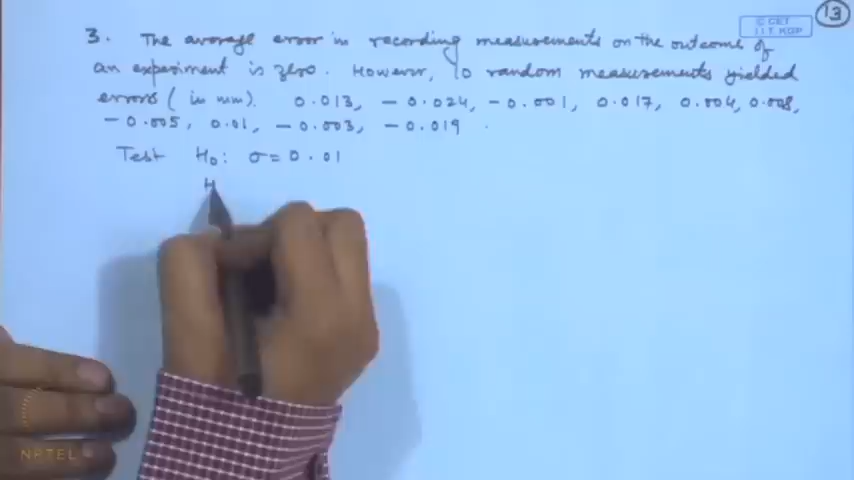 13
© CET
I.I.T. KGP
3. The average error in recording measurements on the outcome of
an experiment is zero. However, 10 random measurements yielded
errors (in mm). 0.013, -0.024, -0.001, 0.017, 0.004, 0.008,
-0.005, 0.01, -0.003, -0.019.
Test H0: σ = 0.01
H
NPTEL